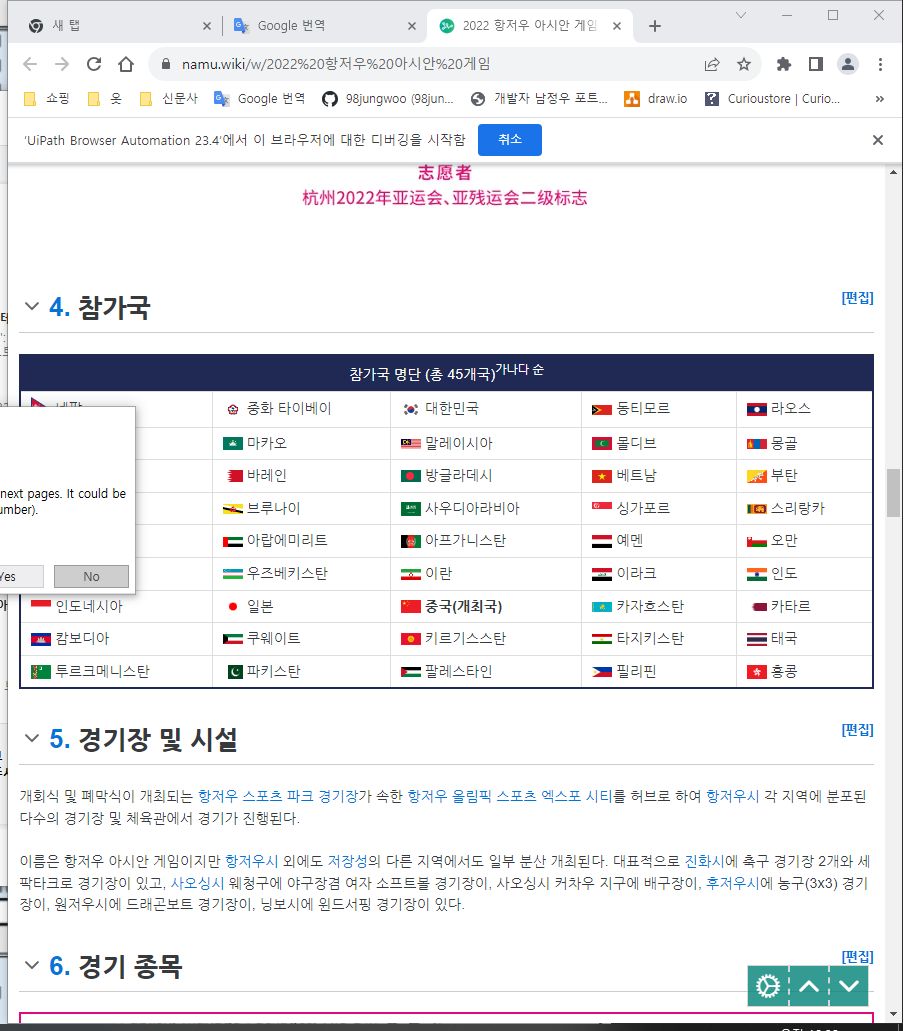 새 탭
Google 번역
2022 항저우 아시안 게임
namu.wiki/w/2022%20항저우%20아시안%20게임
쇼핑
옷
신문사
Google 번역
98jungwoo (98jun...
개발자 남정우 포트...
draw.io
Curioustore | Curio...
»
'UiPath Browser Automation 23.4'에서 이 브라우저에 대한 디버깅을 시작함
취소
志愿者
杭州2022年亚运会、亚残运会二级标志
4. 참가국
[편집]
참가국 명단 (총 45개국)가나다 순
네팔 중화 타이베이 대한민국 동티모르 라오스
마카오 말레이시아 몰디브 몽골
바레인 방글라데시 베트남 부탄
브루나이 사우디아라비아 싱가포르 스리랑카
아랍에미리트 아프가니스탄 예멘 오만
우즈베키스탄 이란 이라크 인도
인도네시아 일본 중국(개최국) 카자흐스탄 카타르
캄보디아 쿠웨이트 키르기스스탄 타지키스탄 태국
투르크메니스탄 파키스탄 팔레스타인 필리핀 홍콩
next pages. It could be
umber).
Yes
No
5. 경기장 및 시설
[편집]
개회식 및 폐막식이 개최되는 항저우 스포츠 파크 경기장가 속한 항저우 올림픽 스포츠 엑스포 시티를 허브로 하여 항저우시 각 지역에 분포된
다수의 경기장 및 체육관에서 경기가 진행된다.
이름은 항저우 아시안 게임이지만 항저우시 외에도 저장성의 다른 지역에서도 일부 분산 개최된다. 대표적으로 진화시에 축구 경기장 2개와 세
팍타크로 경기장이 있고, 사오싱시 웨청구에 야구장겸 여자 소프트볼 경기장이, 사오싱시 커차우 지구에 배구장이, 후저우시에 농구(3x3) 경기
장이, 원저우시에 드래곤보트 경기장이, 닝보시에 윈드서핑 경기장이 있다.
6. 경기 종목
[편집]